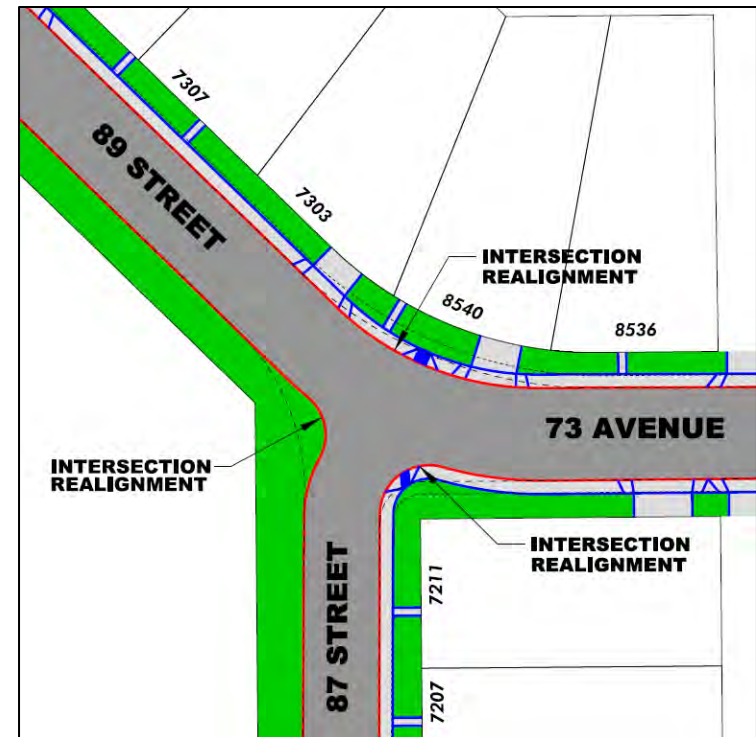 7307
89 STREET
7303
INTERSECTION
REALIGNMENT
8540
8536
73 AVENUE
INTERSECTION
REALIGNMENT
INTERSECTION
REALIGNMENT
87 STREET
7211
7207